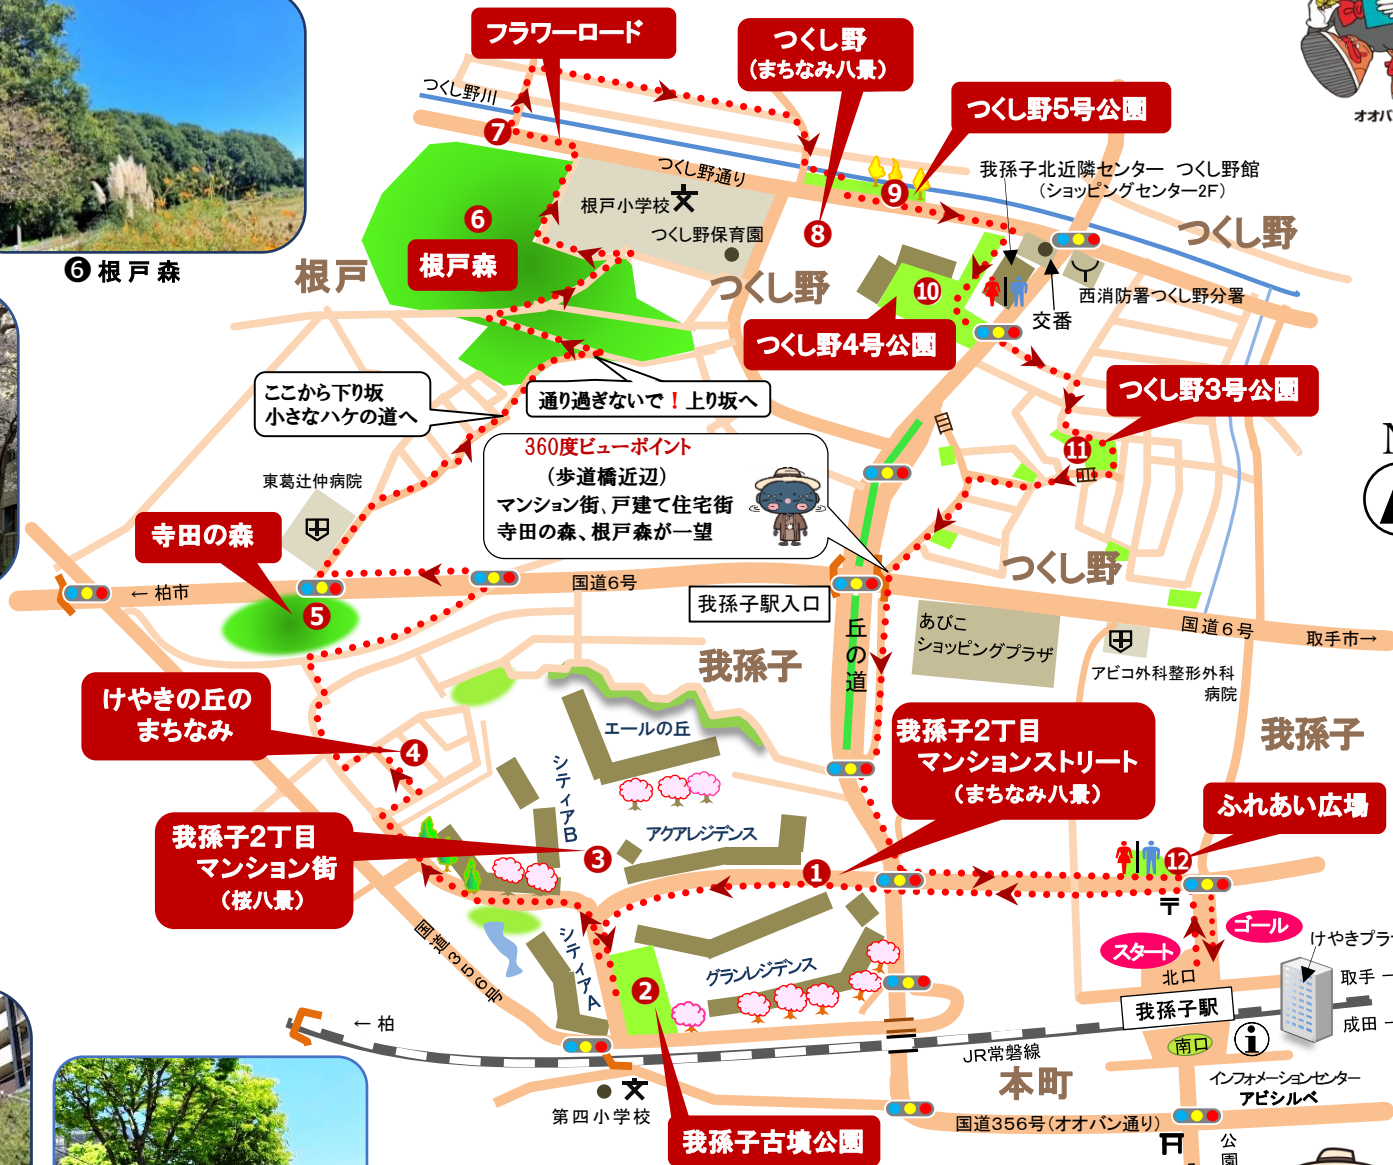 フラワーロード
つくし野
(まちなみ八景)
つくし野5号公園
オオバ
つくし野川
❼
つくし野通り
我孫子北近隣センター つくし野館
(ショッピングセンター2F)
❾
根戸小学校
つくし野保育園
❽
つくし野
❻
根戸森
❻根戸森
根戸
つくし野
❿
西消防署つくし野分署
交番
つくし野4号公園
ここから下り坂
小さなハケの道へ
通り過ぎないで！上り坂へ
つくし野3号公園
⓫
360度ビューポイント
(歩道橋近辺)
マンション街、戸建て住宅街
寺田の森、根戸森が一望
N
東葛辻仲病院
寺田の森
つくし野
← 柏市
国道6号
我孫子駅入口
❺
丘の道
あびこ
ショッピングプラザ
国道6号
取手市→
アビコ外科整形外科
病院
我孫子
けやきの丘の
まちなみ
❹
エールの丘
我孫子2丁目
マンションストリート
(まちなみ八景)
我孫子
シティアB
ふれあい広場
我孫子2丁目
マンション街
(桜八景)
❸
アクアレジデンス
❶
⓬
〒
国道356号
シティアA
❷
グランレジデンス
スタート
ゴール
北口
けやきプラザ
我孫子駅
取手
成田
← 柏
JR常磐線
南口
i
本町
インフォメーションセンター
アビシルベ
第四小学校
我孫子古墳公園
国道356号(オオバン通り)
公園